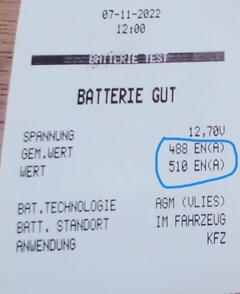 07-11-2022
12:00
BATTERIE TEST
BATTERIE GUT
SPANNUNG 12,70V
GEM.WERT 488 EN(A)
WERT 510 EN(A)
BAT.TECHNOLOGIE AGM (VLIES)
BATT. STANDORT IM FAHRZEUG
ANWENDUNG KFZ